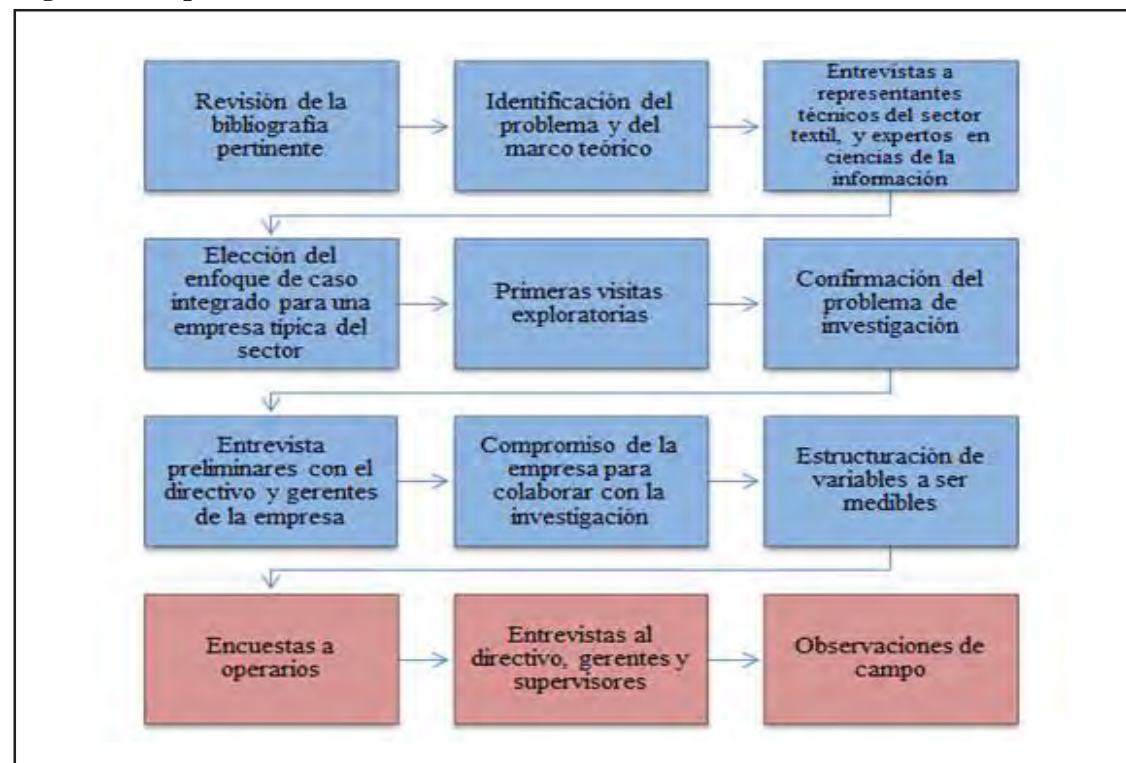 Revisión de la
bibliografía
pertinente
Identificación del
problema y del
marco teórico
Entrevistas a
representantes
técnicos del sector
textil, y expertos en
ciencias de la
información
Elección del
enfoque de caso
integrado para una
empresa típica del
sector
Primeras visitas
exploratorias
Confirmación del
problema de
investigación
Entrevista
preliminares con el
directivo y gerentes
de la empresa
Compromiso de la
empresa para
colaborar con la
investigación
Estructuración de
variables a ser
medibles
Encuestas a
operarios
Entrevistas al
directivo, gerentes y
supervisores
Observaciones de
campo